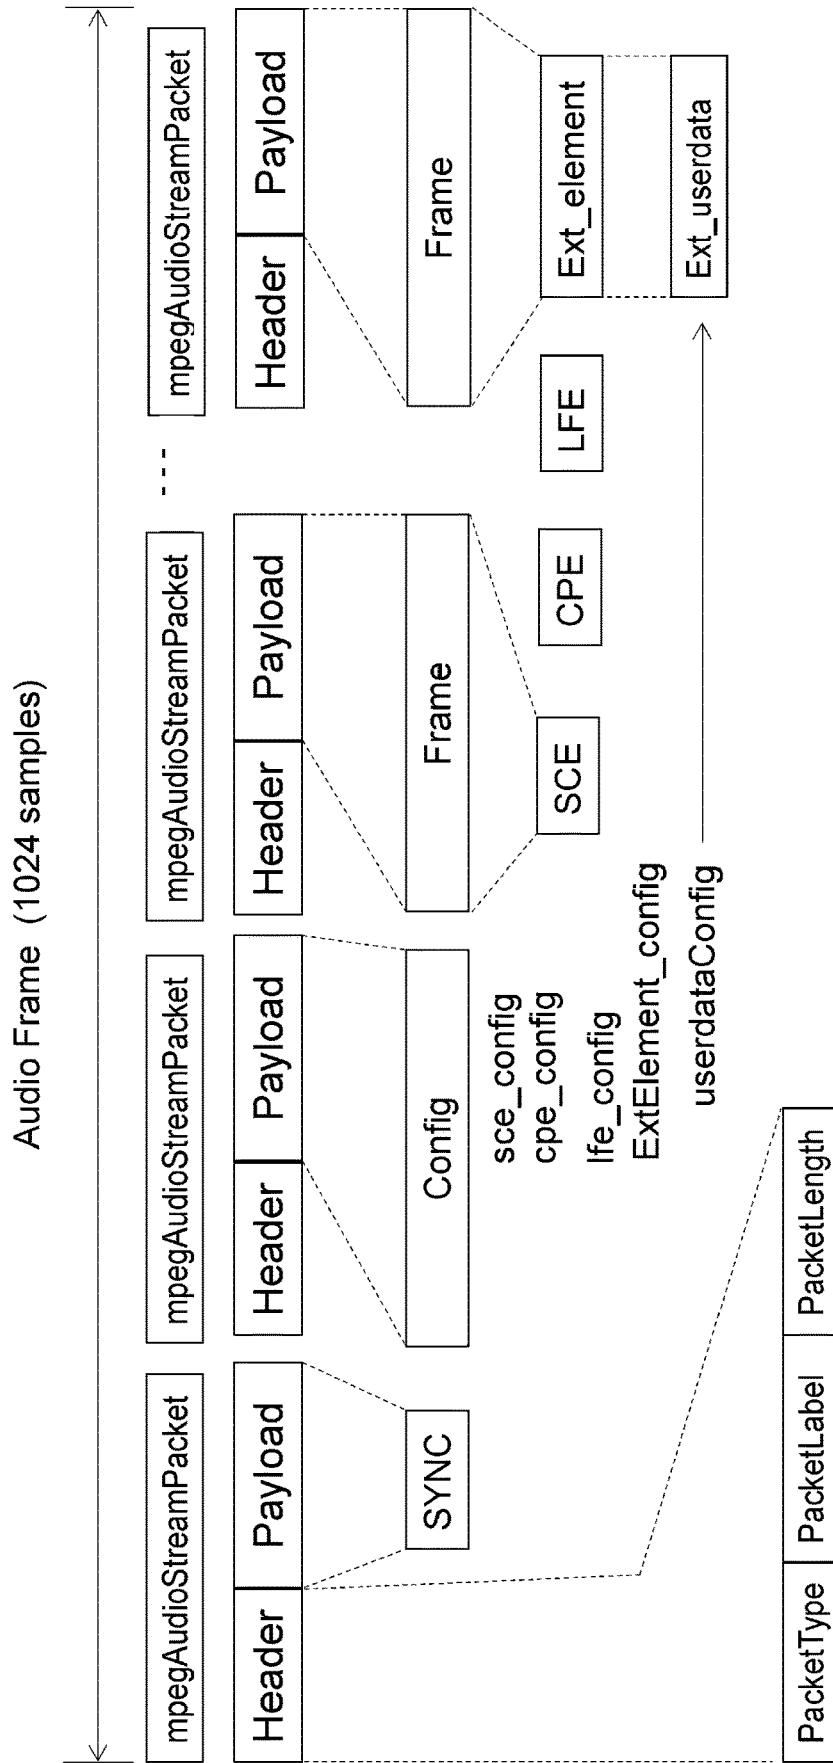 Audio Frame (1024 samples)
mpegAudioStreamPacket
mpegAudioStreamPacket
mpegAudioStreamPacket
---
mpegAudioStreamPacket
Header
Payload
Header
Payload
Header
Payload
Header
Payload
SYNC
Config
Frame
Frame
sce_config
cpe_config
lfe_config
ExtElement_config
userdataConfig
SCE
CPE
LFE
Ext_element
Ext_userdata
PacketType
PacketLabel
PacketLength